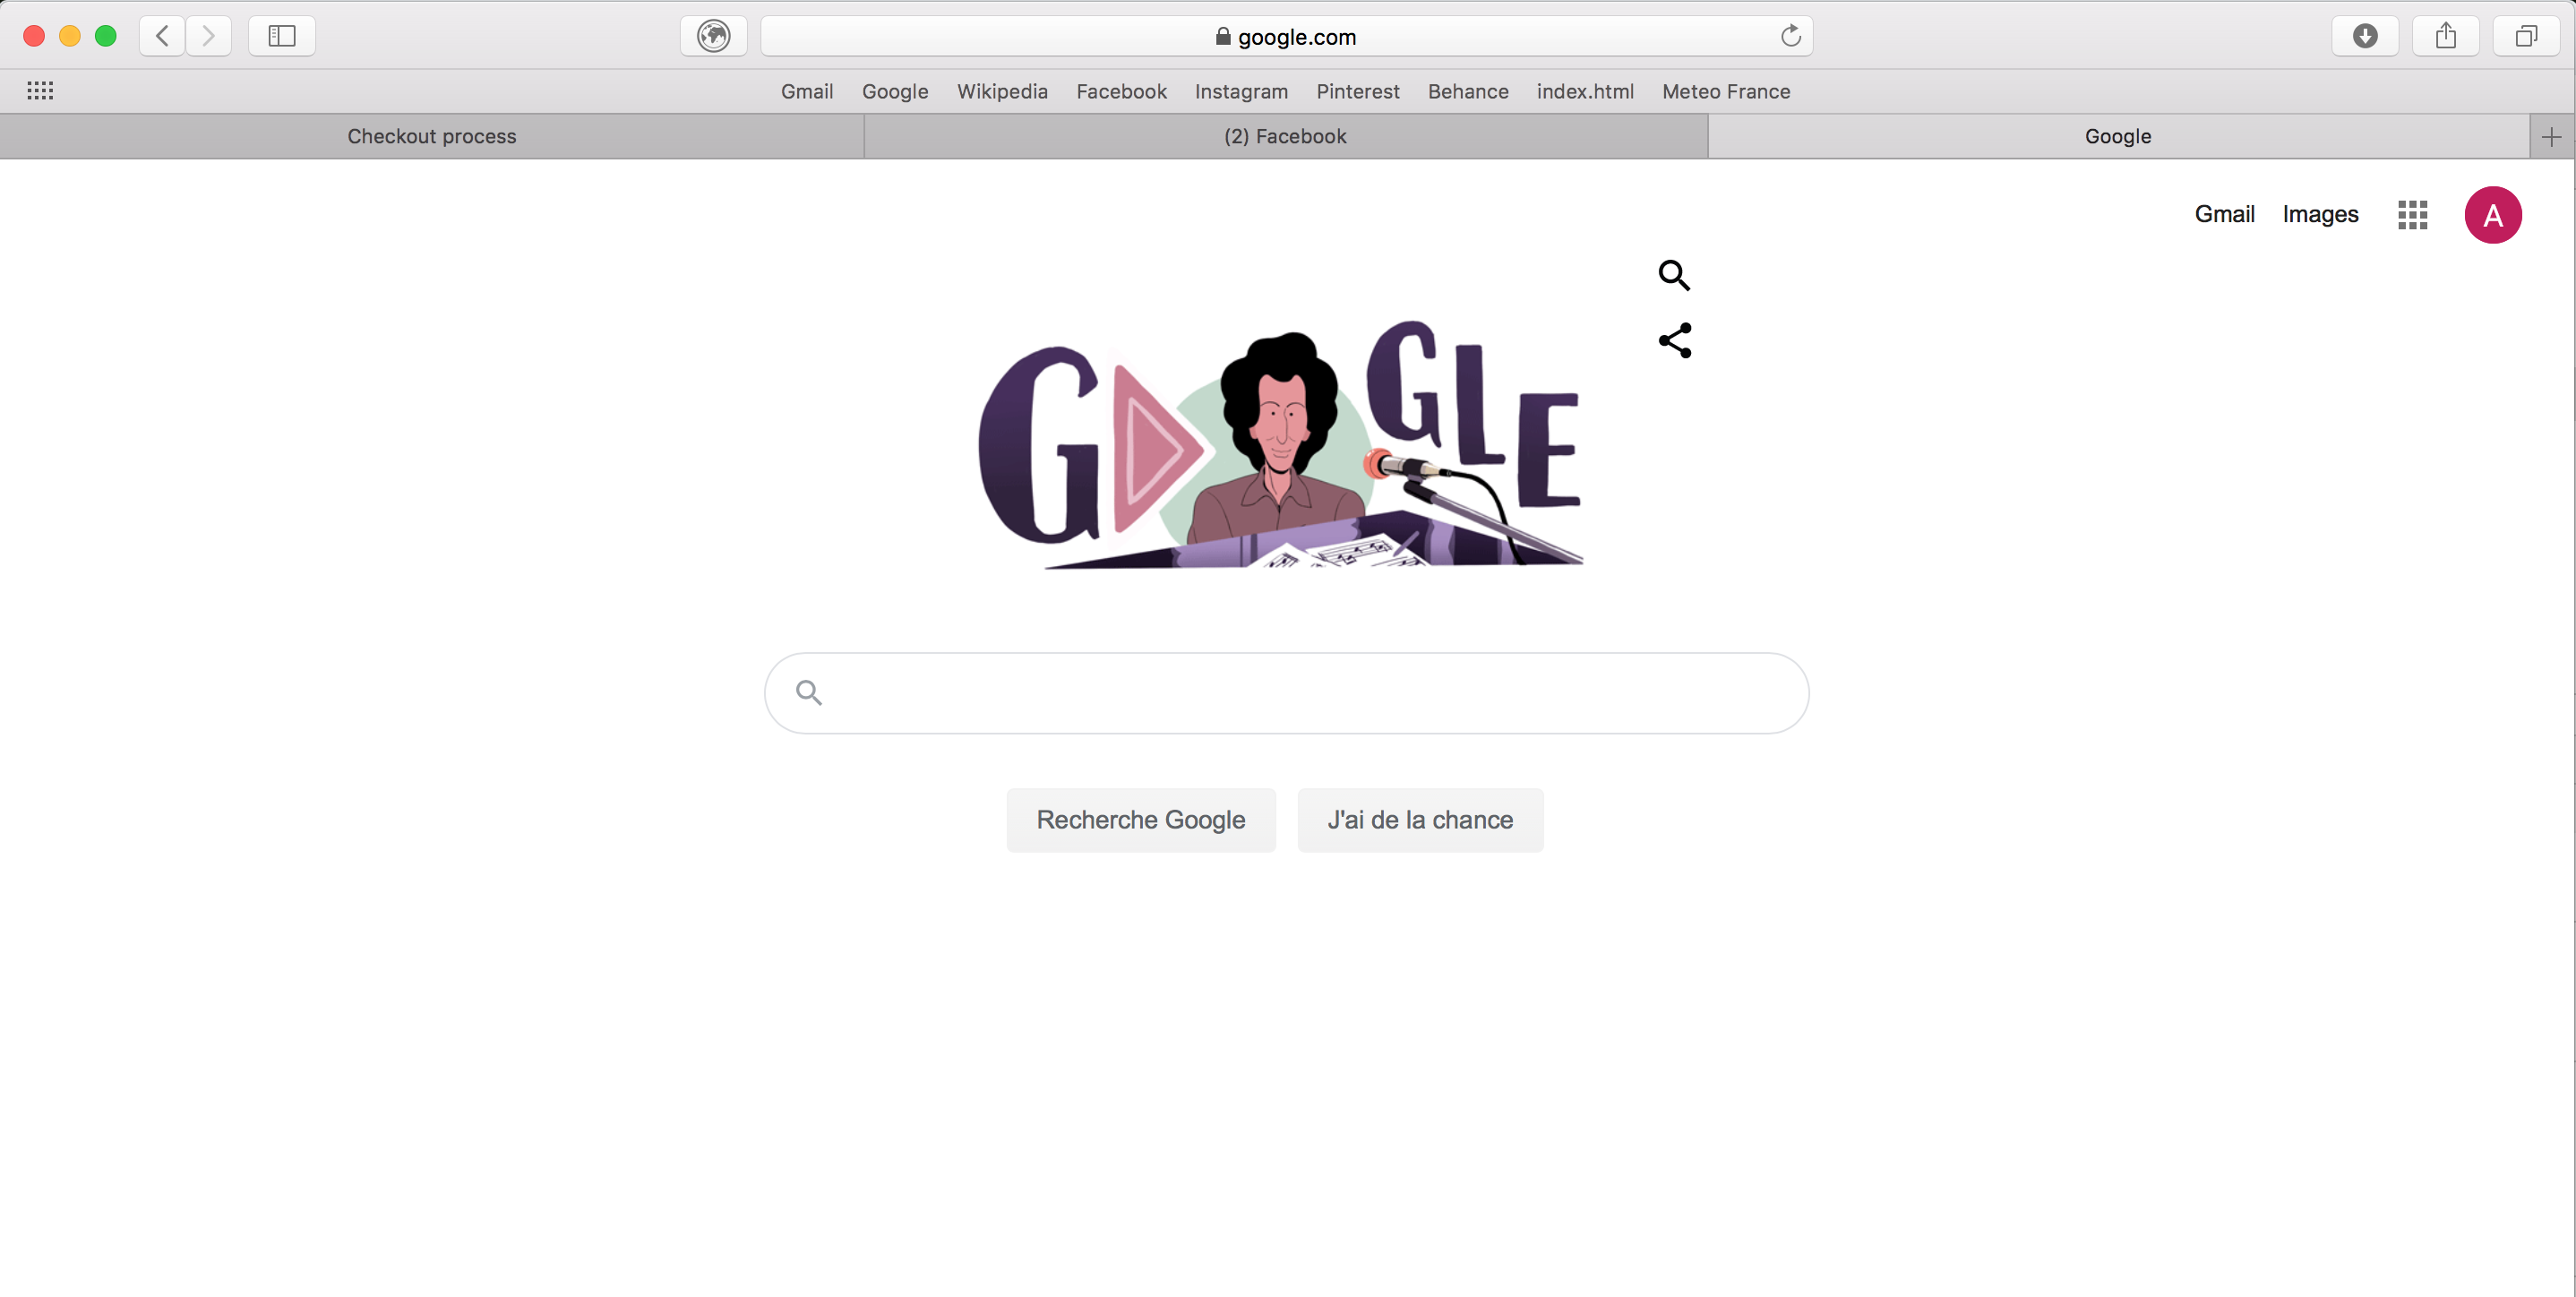 google.com
Gmail Google Wikipedia Facebook Instagram Pinterest Behance index.html Meteo France
Checkout process (2) Facebook Google
Gmail Images A
GOOGLE
Recherche Google J'ai de la chance